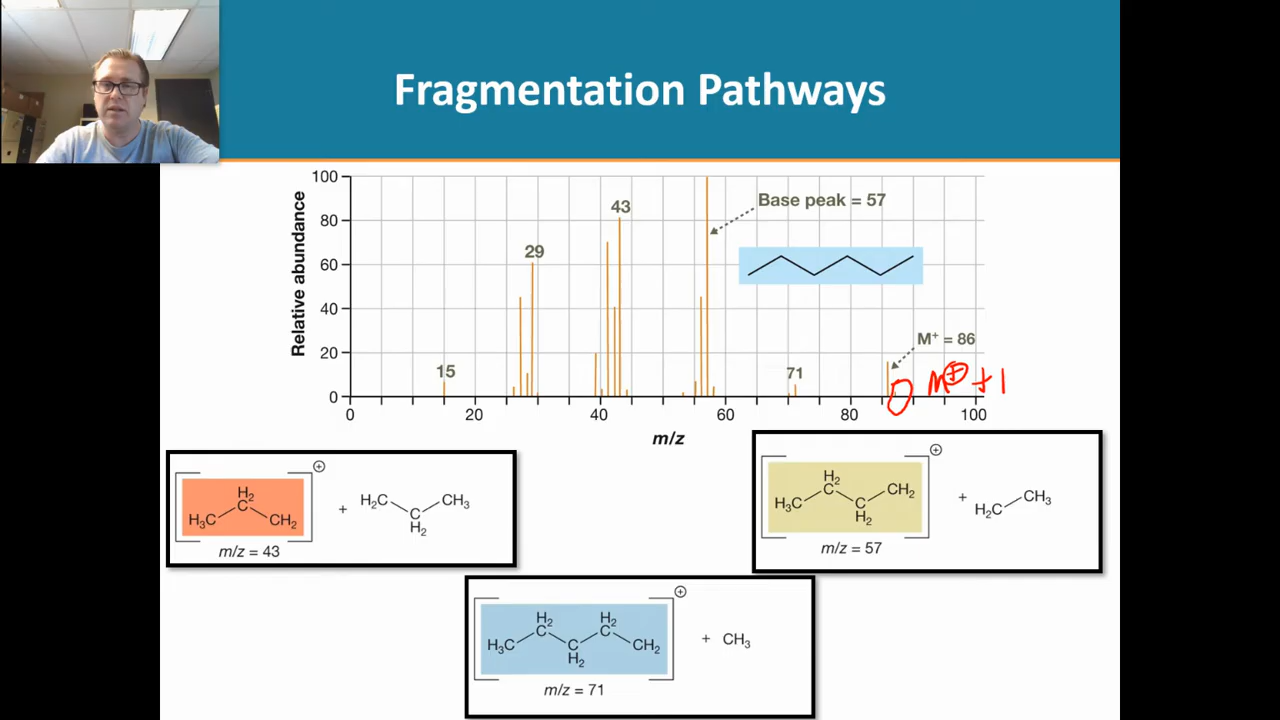 Fragmentation Pathways
Relative abundance
100
80
60
40
20
0
15
29
43
Base peak = 57
71
M⁺ = 86
M⊕ + 1
0 20 40 60 80 100
m/z
H₃C C H₂ CH₂ ⊕ + H₂C C H₂ CH₃
m/z = 43
H₃C C H₂ C H₂ CH₂ ⊕ + H₂C CH₃
m/z = 57
H₃C C H₂ C H₂ C H₂ CH₂ ⊕ + CH₃
m/z = 71